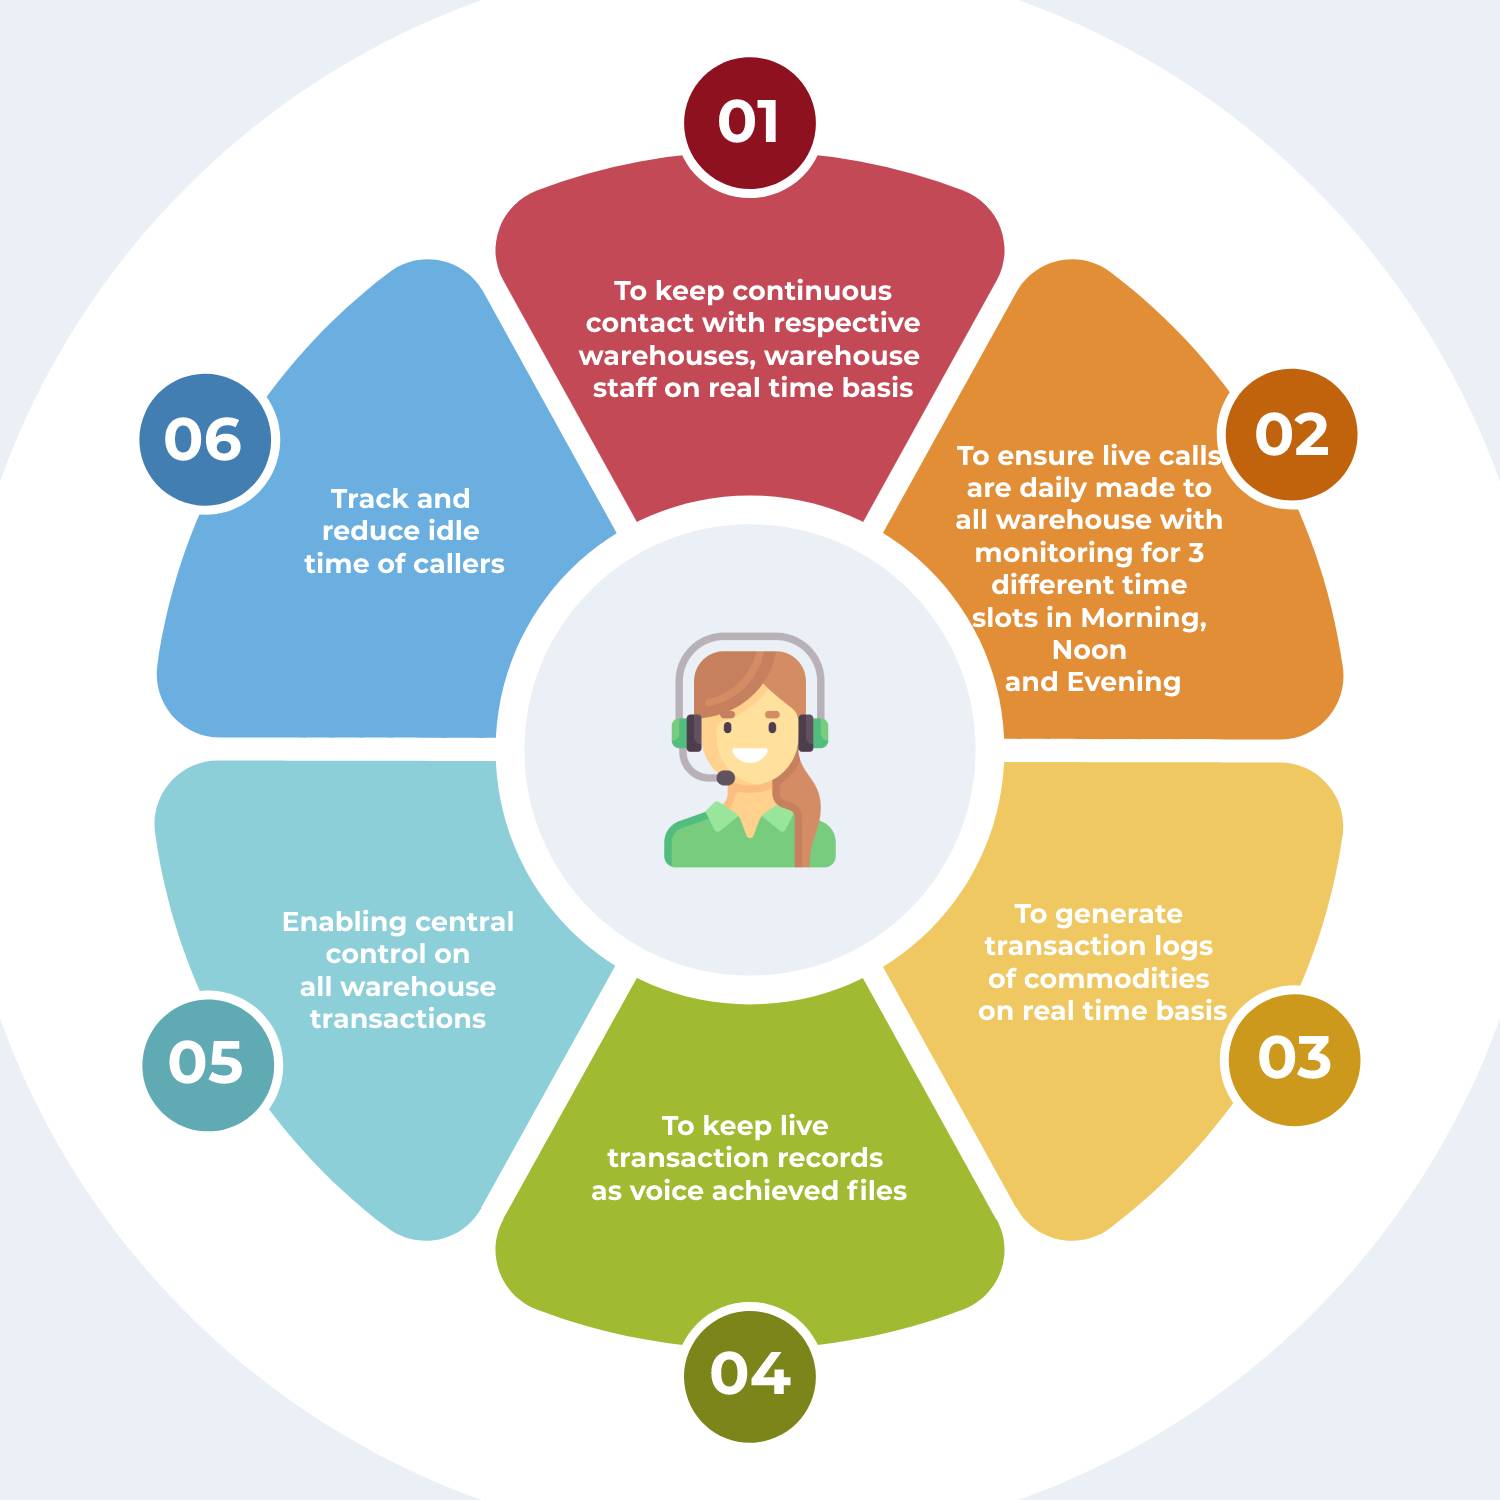 01
To keep continuous
contact with respective
warehouses, warehouse
staff on real time basis
02
To ensure live calls
are daily made to
all warehouse with
monitoring for 3
different time
slots in Morning,
Noon
and Evening
03
To generate
transaction logs
of commodities
on real time basis
04
To keep live
transaction records
as voice achieved files
05
Enabling central
control on
all warehouse
transactions
06
Track and
reduce idle
time of callers